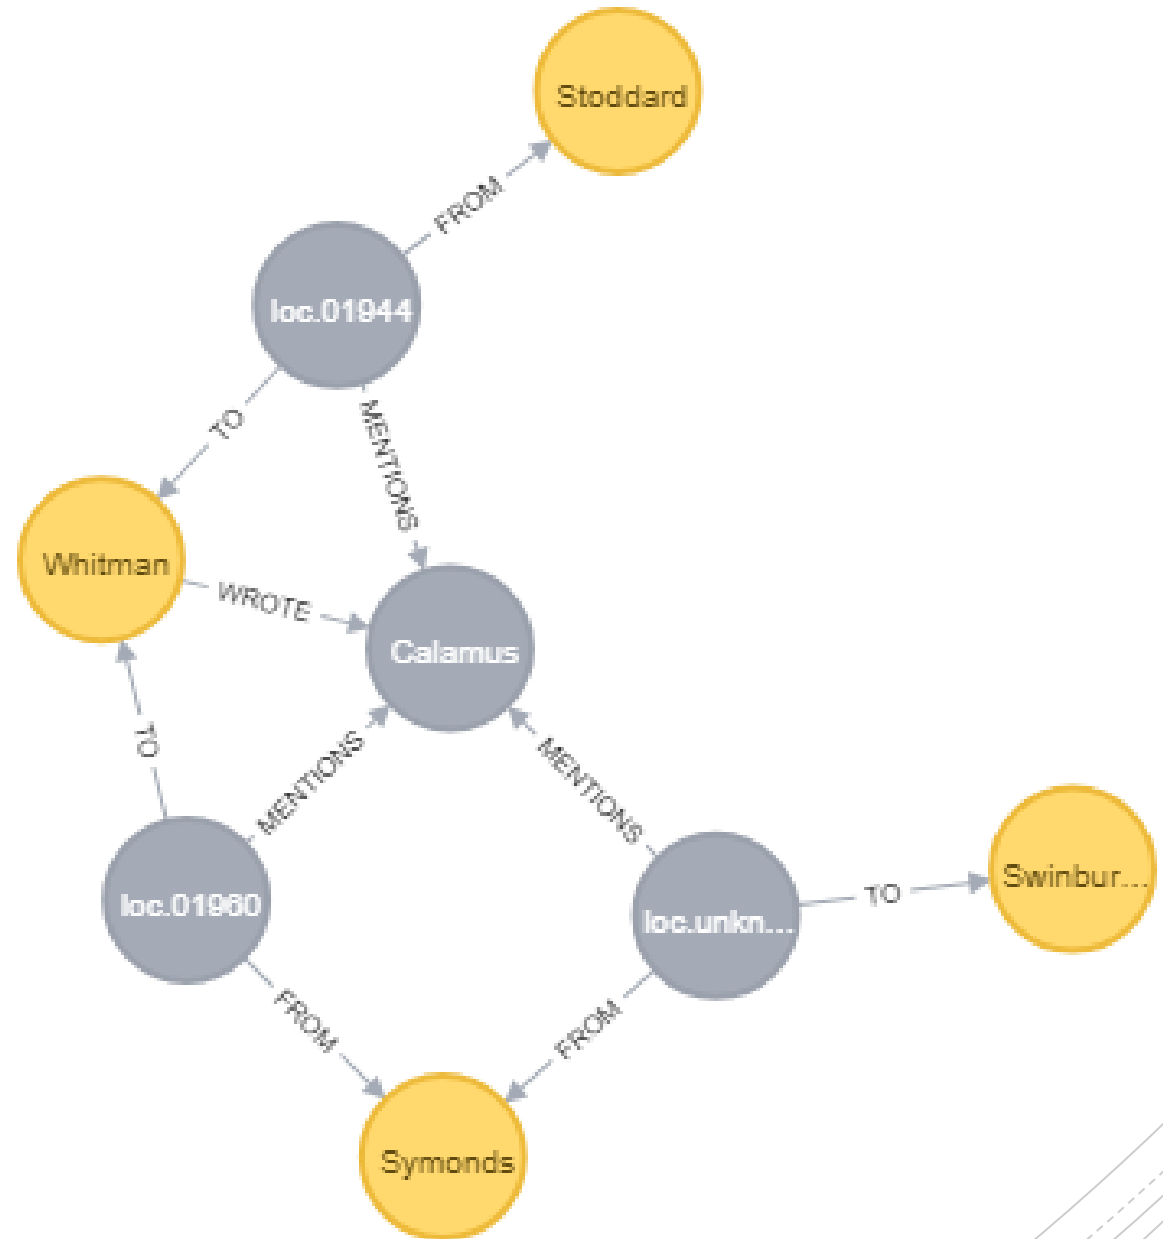 Stoddard
FROM
loc.01944
TO
MENTIONS
Whitman
WROTE
Calamus
TO
MENTIONS
MENTIONS
loc.01960
loc.unkn...
TO
Swinbur...
FROM
FROM
Symonds